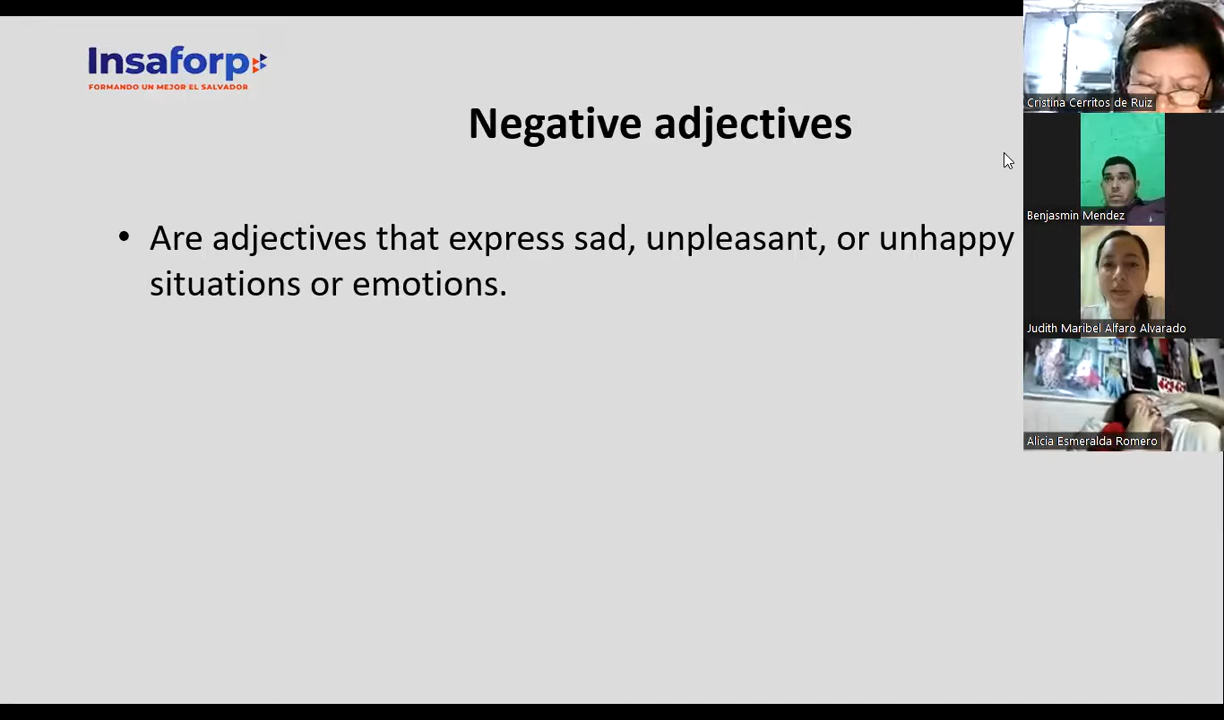 Insaforp
FORMANDO UN MEJOR EL SALVADOR
Negative adjectives
• Are adjectives that express sad, unpleasant, or unhappy
situations or emotions.
Cristina Cerritos de Ruiz
Benjasmin Mendez
Judith Maribel Alfaro Alvarado
Alicia Esmeralda Romero